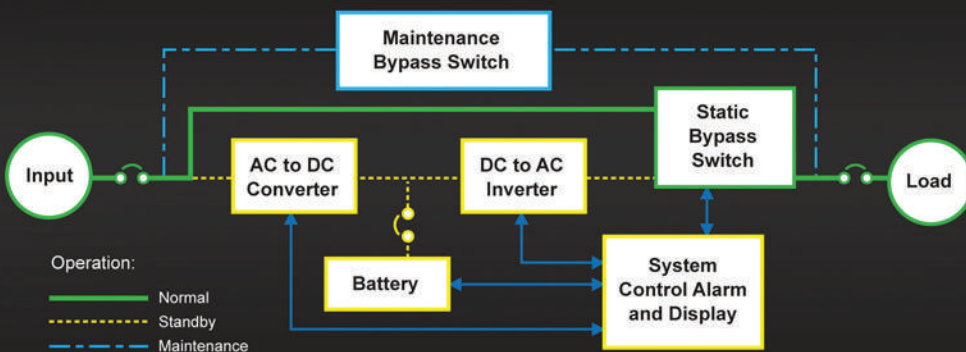 Maintenance
Bypass Switch
Static
Bypass
Switch
Input
AC to DC
Converter
DC to AC
Inverter
Load
Battery
System
Control Alarm
and Display
Operation:
Normal
Standby
Maintenance